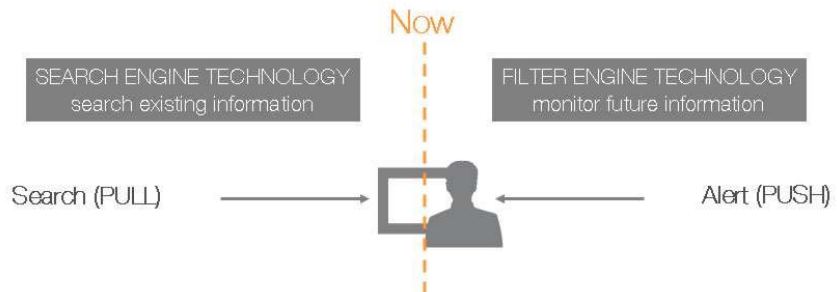 Now
SEARCH ENGINE TECHNOLOGY
search existing information
FILTER ENGINE TECHNOLOGY
monitor future information
Search (PULL)
Alert (PUSH)